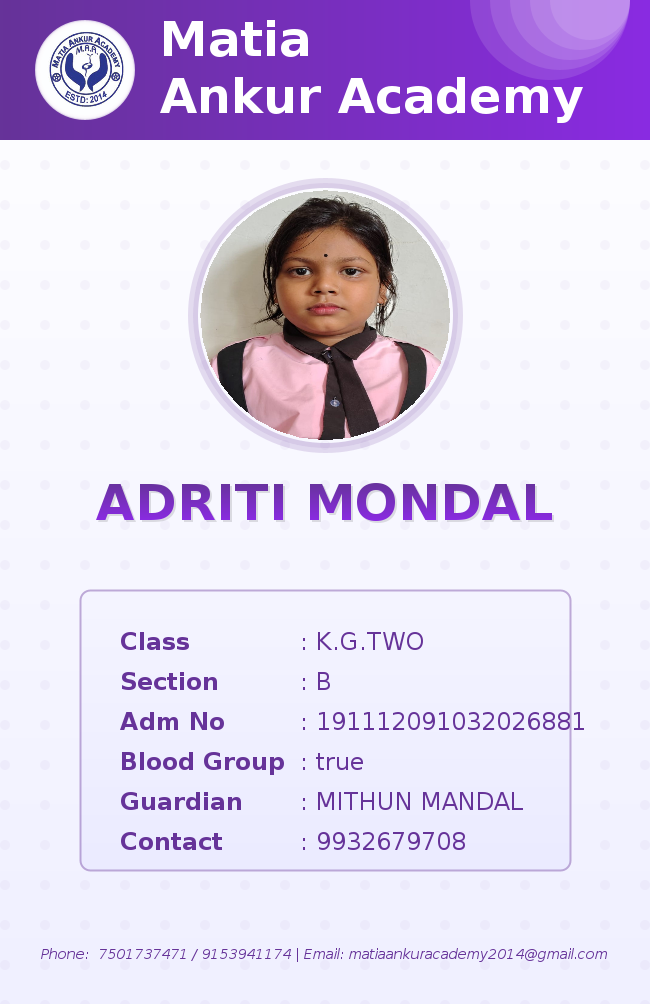 MATIA ANKUR ACADEMY
M.A.A
ESTD: 2014
Matia
Ankur Academy
ADRITI MONDAL
Class : K.G.TWO
Section : B
Adm No : 191112091032026881
Blood Group : true
Guardian : MITHUN MANDAL
Contact : 9932679708
Phone: 7501737471 / 9153941174 | Email: matiaankuracademy2014@gmail.com